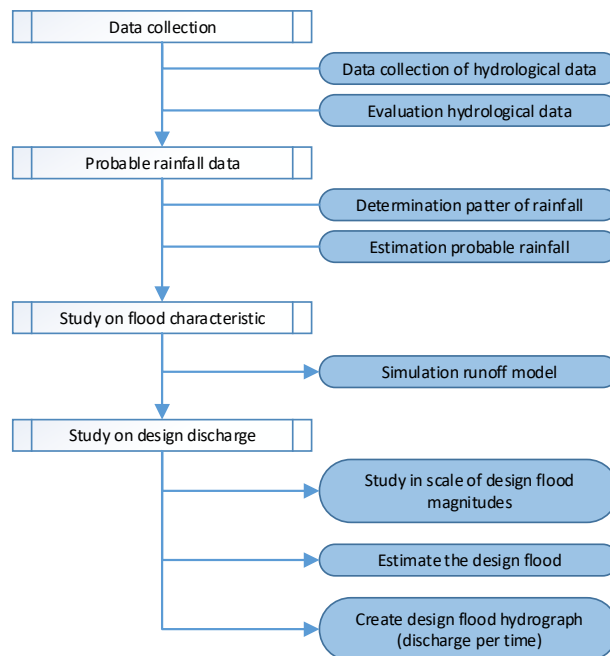 Data collection
Data collection of hydrological data
Evaluation hydrological data
Probable rainfall data
Determination patter of rainfall
Estimation probable rainfall
Study on flood characteristic
Simulation runoff model
Study on design discharge
Study in scale of design flood
magnitudes
Estimate the design flood
Create design flood hydrograph
(discharge per time)